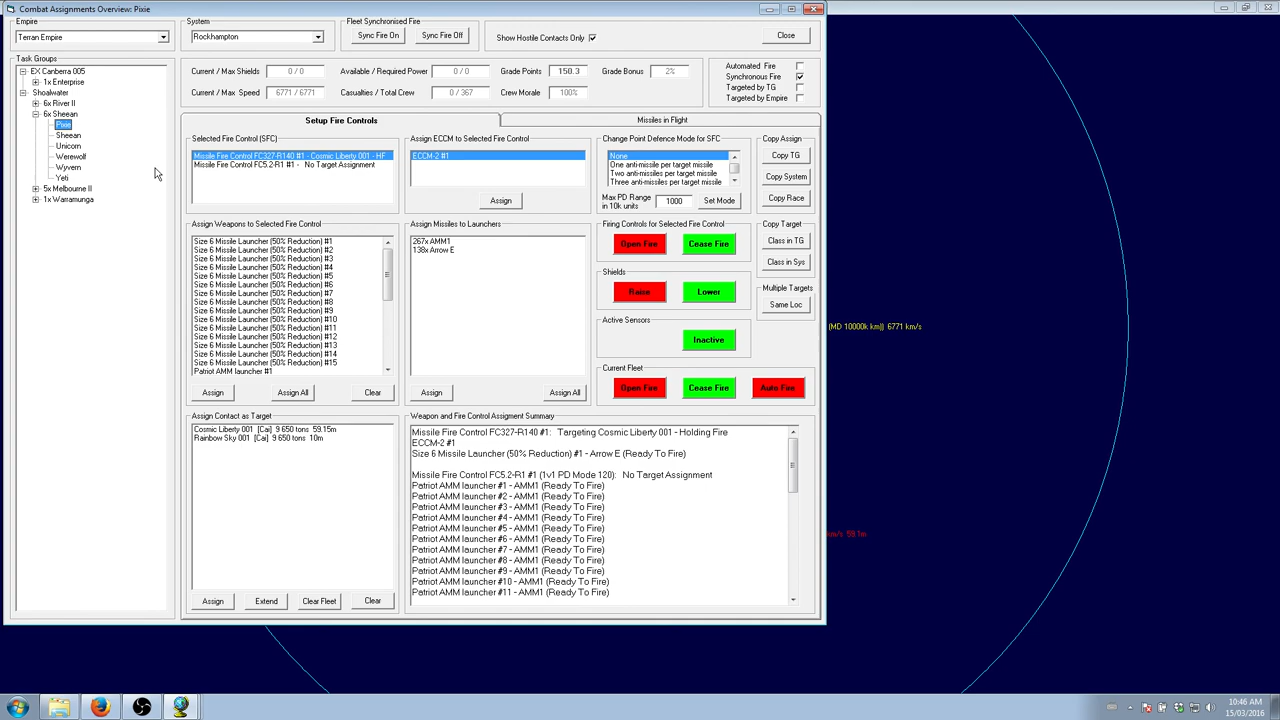 Combat Assignments Overview: Pixie
Empire
Terran Empire
System
Rockhampton
Fleet Synchronised Fire
Sync Fire On
Sync Fire Off
Show Hostile Contacts Only
Close
Task Groups
EX Canberra 005
1x Enterprise
Shoalwater
6x River II
6x Sheean
Pixie
Sheean
Unicorn
Werewolf
Wyvern
Yeti
5x Melbourne II
1x Warramunga
Current / Max Shields
0 / 0
Available / Required Power
0 / 0
Grade Points
150.3
Grade Bonus
2%
Current / Max Speed
6771 / 6771
Casualties / Total Crew
0 / 367
Crew Morale
100%
Automated Fire
Synchronous Fire
Targeted by TG
Targeted by Empire
Setup Fire Controls
Missiles in Flight
Selected Fire Control (SFC)
Missile Fire Control FC327-R140 #1 - Cosmic Liberty 001 - HF
Missile Fire Control FC5.2-R1 #1 - No Target Assignment
Assign ECCM to Selected Fire Control
ECCM-2 #1
Assign
Change Point Defence Mode for SFC
None
One anti-missile per target missile
Two anti-missiles per target missile
Three anti-missiles per target missile
Max PD Range
in 10k units
1000
Set Mode
Copy Assign
Copy TG
Copy System
Copy Race
Assign Weapons to Selected Fire Control
Size 6 Missile Launcher (50% Reduction) #1
Size 6 Missile Launcher (50% Reduction) #2
Size 6 Missile Launcher (50% Reduction) #3
Size 6 Missile Launcher (50% Reduction) #4
Size 6 Missile Launcher (50% Reduction) #5
Size 6 Missile Launcher (50% Reduction) #6
Size 6 Missile Launcher (50% Reduction) #7
Size 6 Missile Launcher (50% Reduction) #8
Size 6 Missile Launcher (50% Reduction) #9
Size 6 Missile Launcher (50% Reduction) #10
Size 6 Missile Launcher (50% Reduction) #11
Size 6 Missile Launcher (50% Reduction) #12
Size 6 Missile Launcher (50% Reduction) #13
Size 6 Missile Launcher (50% Reduction) #14
Size 6 Missile Launcher (50% Reduction) #15
Patriot AMM launcher #1
Assign
Assign All
Clear
Assign Missiles to Launchers
267x AMM1
138x Arrow E
Assign
Assign All
Firing Controls for Selected Fire Control
Open Fire
Cease Fire
Shields
Raise
Lower
Active Sensors
Inactive
Current Fleet
Open Fire
Cease Fire
Auto Fire
Copy Target
Class in TG
Class in Sys
Multiple Targets
Same Loc
Assign Contact as Target
Cosmic Liberty 001 [Cai] 9 650 tons 59.15m
Rainbow Sky 001 [Cai] 9 650 tons 10m
Assign
Extend
Clear Fleet
Clear
Weapon and Fire Control Assigment Summary
Missile Fire Control FC327-R140 #1: Targeting Cosmic Liberty 001 - Holding Fire
ECCM-2 #1
Size 6 Missile Launcher (50% Reduction) #1 - Arrow E (Ready To Fire)
Missile Fire Control FC5.2-R1 #1 (1v1 PD Mode 120): No Target Assignment
Patriot AMM launcher #1 - AMM1 (Ready To Fire)
Patriot AMM launcher #2 - AMM1 (Ready To Fire)
Patriot AMM launcher #3 - AMM1 (Ready To Fire)
Patriot AMM launcher #4 - AMM1 (Ready To Fire)
Patriot AMM launcher #5 - AMM1 (Ready To Fire)
Patriot AMM launcher #6 - AMM1 (Ready To Fire)
Patriot AMM launcher #7 - AMM1 (Ready To Fire)
Patriot AMM launcher #8 - AMM1 (Ready To Fire)
Patriot AMM launcher #9 - AMM1 (Ready To Fire)
Patriot AMM launcher #10 - AMM1 (Ready To Fire)
Patriot AMM launcher #11 - AMM1 (Ready To Fire)
(MD 10000k km)) 6771 km/s
km/s 59.1m
10:46 AM
15/03/2016